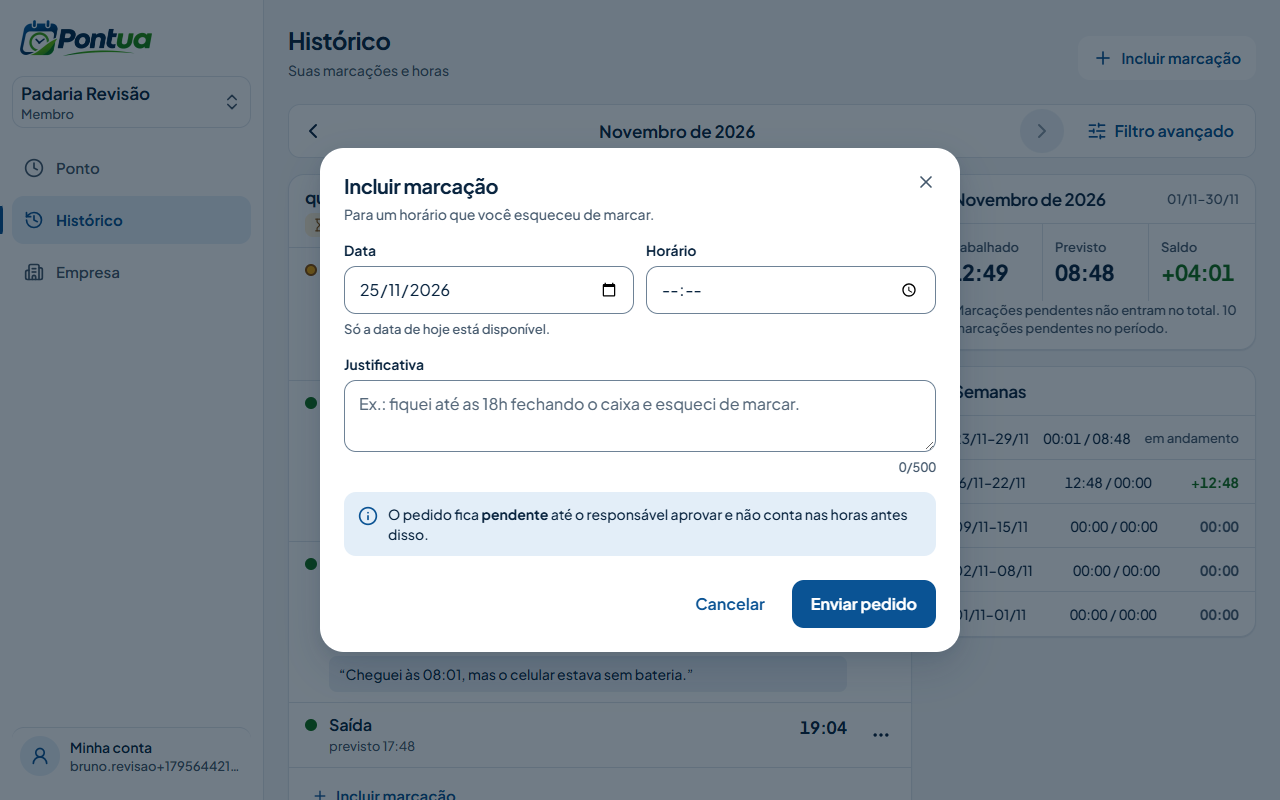 Pontua
Padaria Revisão
Membro
Ponto
Histórico
Empresa
Minha conta
bruno.revisao+179564421…
Histórico
Suas marcações e horas
Incluir marcação
Novembro de 2026
Filtro avançado
Incluir marcação
Para um horário que você esqueceu de marcar.
Data
Horário
25/11/2026
--:--
Só a data de hoje está disponível.
Justificativa
Ex.: fiquei até as 18h fechando o caixa e esqueci de marcar.
0/500
O pedido fica pendente até o responsável aprovar e não conta nas horas antes
disso.
Cancelar
Enviar pedido
“Cheguei às 08:01, mas o celular estava sem bateria.”
Saída
19:04
previsto 17:48
Incluir marcação
Novembro de 2026
01/11–30/11
Previsto
Saldo
08:48
+04:01
Marcações pendentes não entram no total. 10
marcações pendentes no período.
Semanas
00:01 / 08:48 em andamento
12:48 / 00:00 +12:48
00:00 / 00:00 00:00
00:00 / 00:00 00:00
00:00 / 00:00 00:00